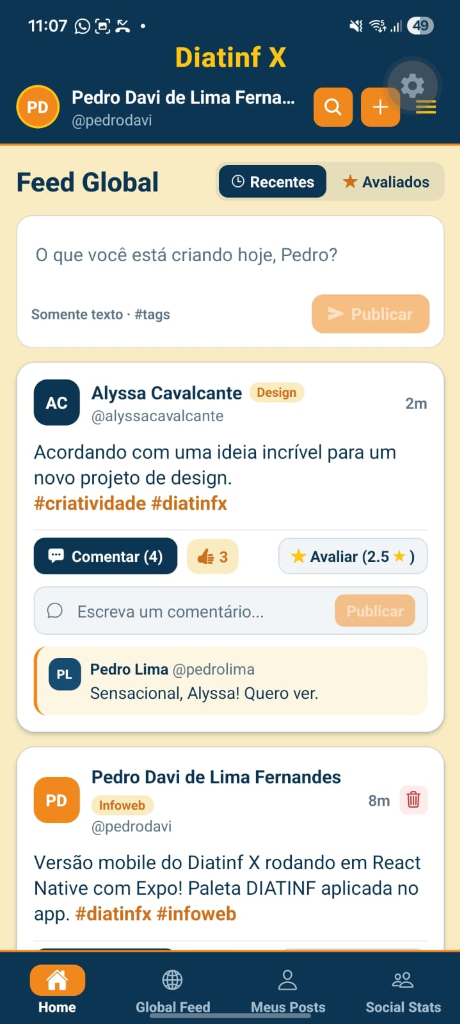 11:07
49
Diatinf X
PD
Pedro Davi de Lima Ferna...
@pedrodavi
Feed Global
Recentes
Avaliados
O que você está criando hoje, Pedro?
Somente texto · #tags
Publicar
AC
Alyssa Cavalcante
Design
@alyssacavalcante
2m
Acordando com uma ideia incrível para um
novo projeto de design.
#criatividade #diatinfx
Comentar (4)
3
Avaliar (2.5 ★ )
Escreva um comentário...
Publicar
PL
Pedro Lima @pedrolima
Sensacional, Alyssa! Quero ver.
PD
Pedro Davi de Lima Fernandes
Infoweb
@pedrodavi
8m
Versão mobile do Diatinf X rodando em React
Native com Expo! Paleta DIATINF aplicada no
app. #diatinfx #infoweb
Home
Global Feed
Meus Posts
Social Stats